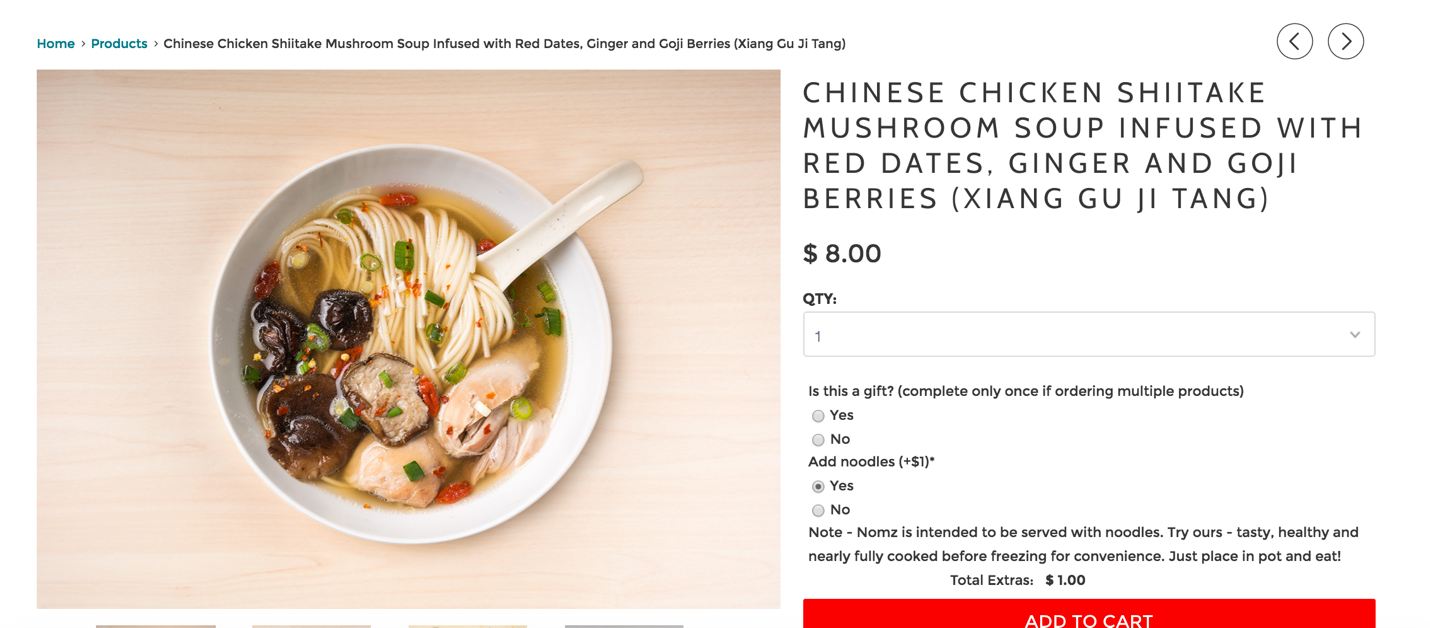 Home › Products › Chinese Chicken Shiitake Mushroom Soup Infused with Red Dates, Ginger and Goji Berries (Xiang Gu Ji Tang)
CHINESE CHICKEN SHIITAKE
MUSHROOM SOUP INFUSED WITH
RED DATES, GINGER AND GOJI
BERRIES (XIANG GU JI TANG)
$ 8.00
QTY:
1
Is this a gift? (complete only once if ordering multiple products)
Yes
No
Add noodles (+$1)*
Yes
No
Note - Nomz is intended to be served with noodles. Try ours - tasty, healthy and
nearly fully cooked before freezing for convenience. Just place in pot and eat!
Total Extras: $ 1.00
ADD TO CART